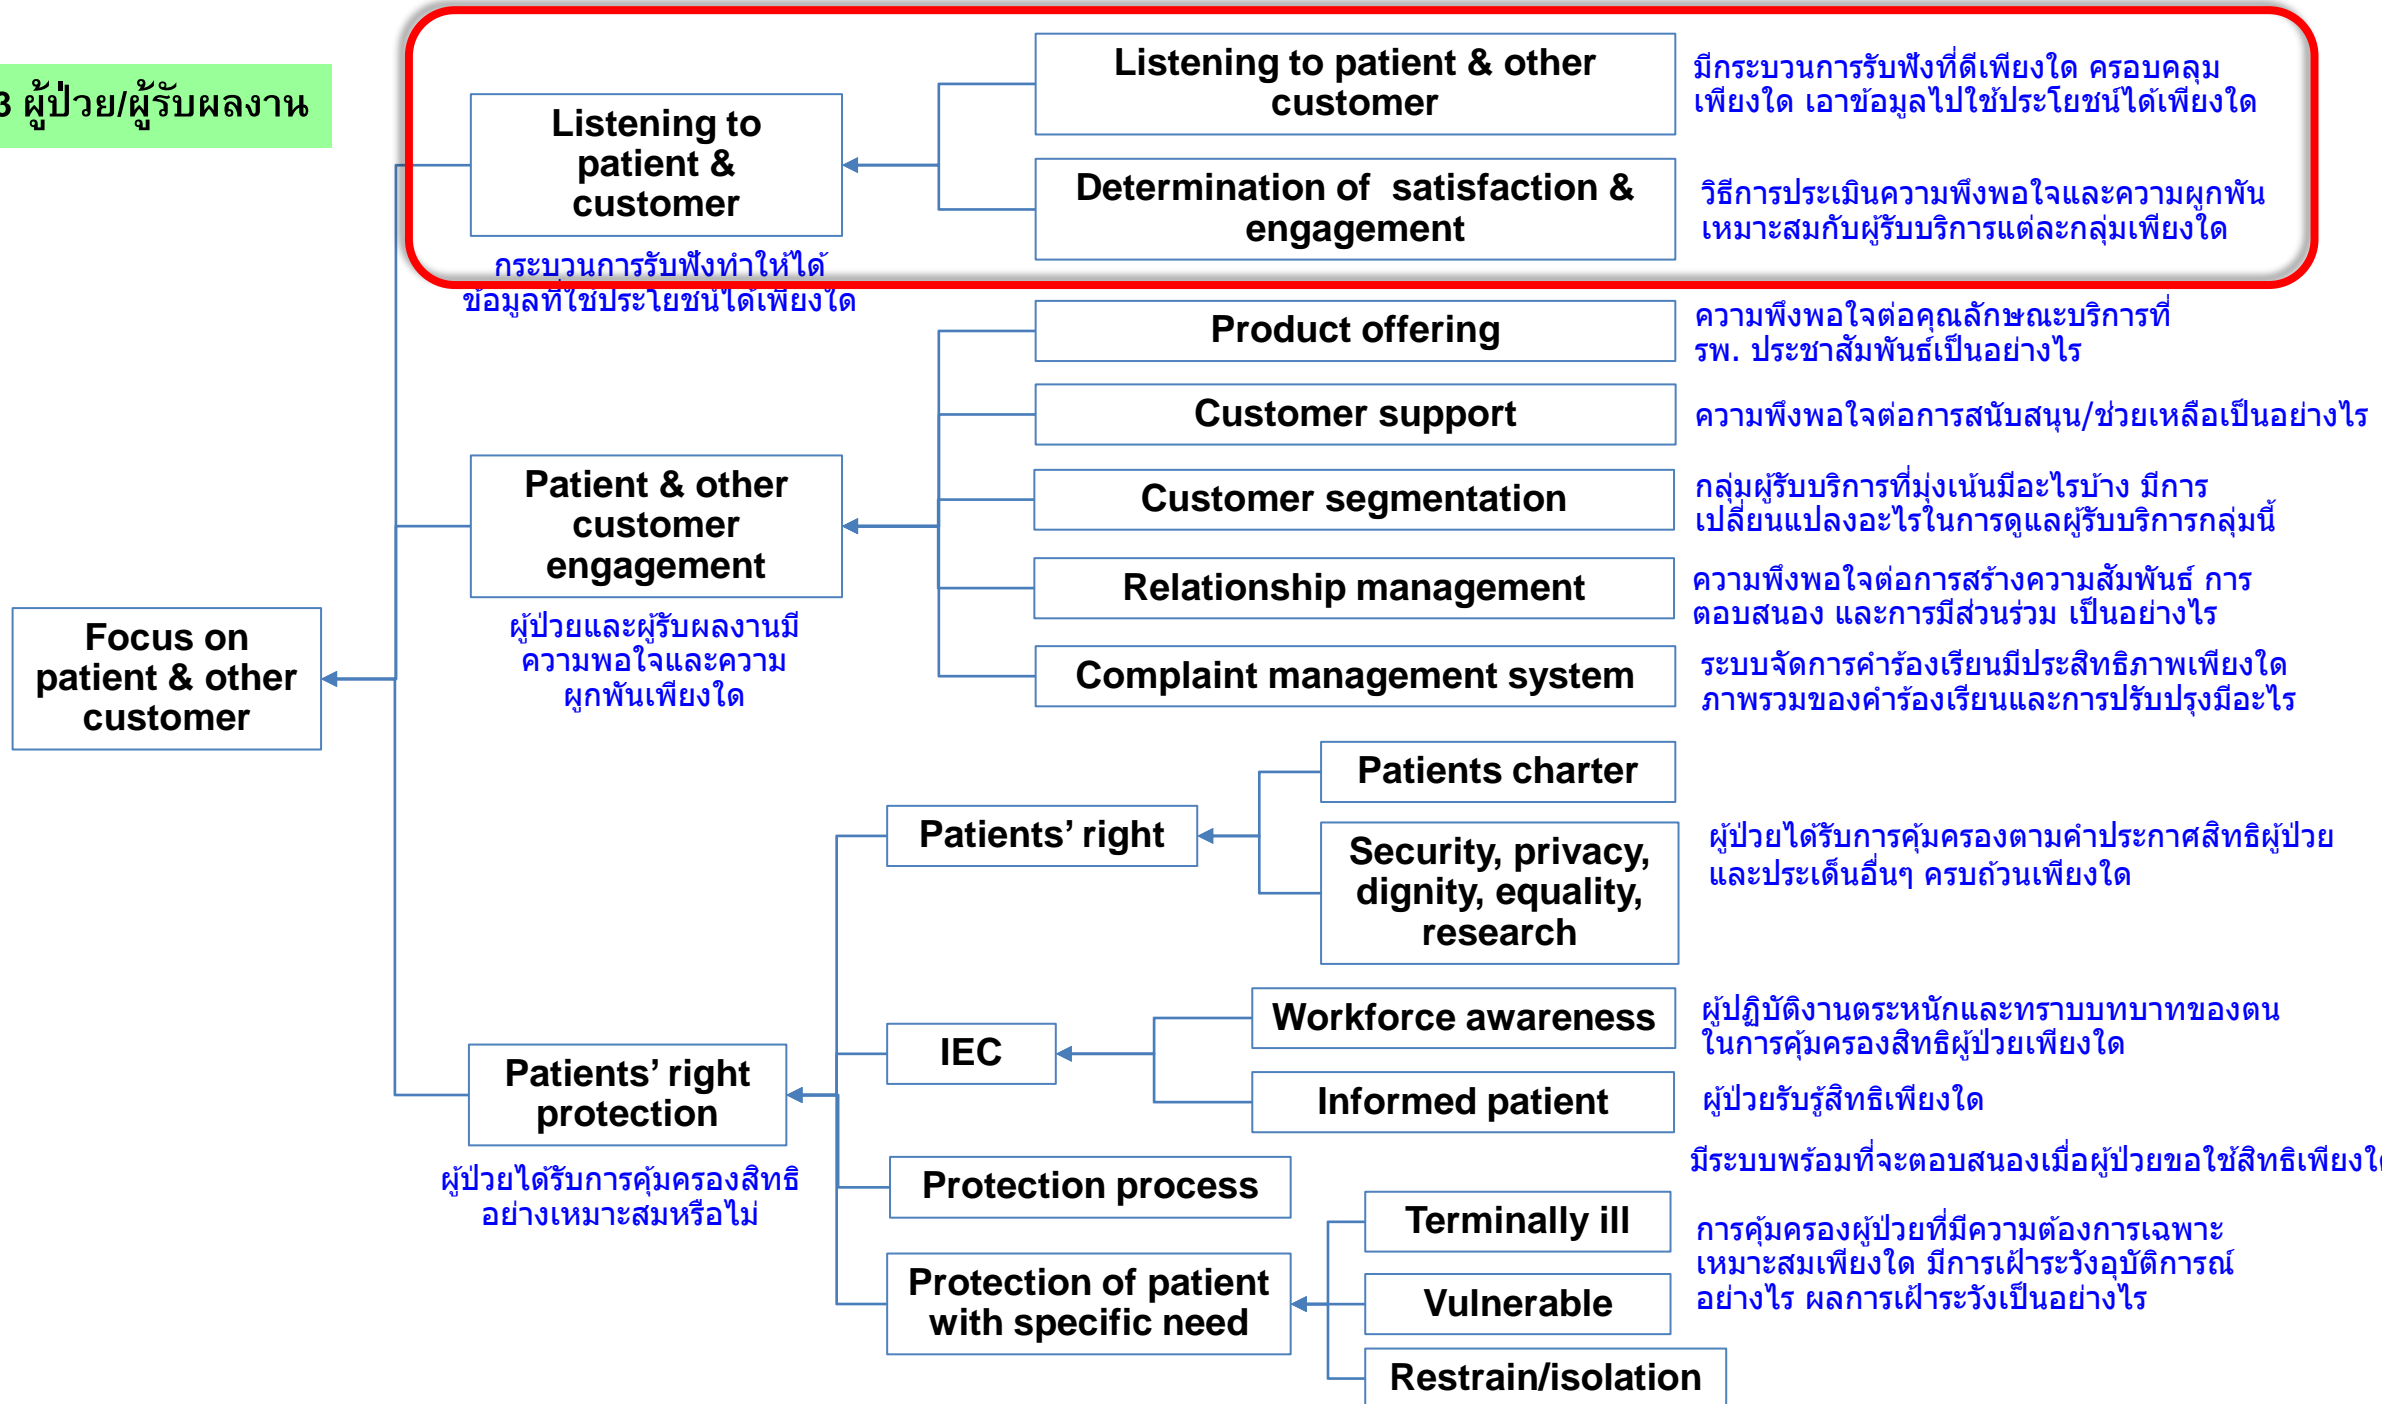 3 ผู้ป่วย/ผู้รับผลงาน
Listening to
patient &
customer
กระบวนการรับฟังทำให้ได้
ข้อมูลที่ใช้ประโยชน์ได้เพียงใด
Listening to patient & other
customer
มีกระบวนการรับฟังที่ดีเพียงใด ครอบคลุม
เพียงใด เอาข้อมูลไปใช้ประโยชน์ได้เพียงใด
Determination of satisfaction &
engagement
วิธีการประเมินความพึงพอใจและความผูกพัน
เหมาะสมกับผู้รับบริการแต่ละกลุ่มเพียงใด
Product offering
ความพึงพอใจต่อคุณลักษณะบริการที่
รพ. ประชาสัมพันธ์เป็นอย่างไร
Customer support
ความพึงพอใจต่อการสนับสนุน/ช่วยเหลือเป็นอย่างไร
Patient & other
customer
engagement
ผู้ป่วยและผู้รับผลงานมี
ความพอใจและความ
ผูกพันเพียงใด
Customer segmentation
กลุ่มผู้รับบริการที่มุ่งเน้นมีอะไรบ้าง มีการ
เปลี่ยนแปลงอะไรในการดูแลผู้รับบริการกลุ่มนี้
Relationship management
ความพึงพอใจต่อการสร้างความสัมพันธ์ การ
ตอบสนอง และการมีส่วนร่วม เป็นอย่างไร
Complaint management system
ระบบจัดการคำร้องเรียนมีประสิทธิภาพเพียงใด
ภาพรวมของคำร้องเรียนและการปรับปรุงมีอะไร
Focus on
patient & other
customer
Patients charter
Patients’ right
Security, privacy,
dignity, equality,
research
ผู้ป่วยได้รับการคุ้มครองตามคำประกาศสิทธิผู้ป่วย
และประเด็นอื่นๆ ครบถ้วนเพียงใด
IEC
Workforce awareness
ผู้ปฏิบัติงานตระหนักและทราบบทบาทของตน
ในการคุ้มครองสิทธิผู้ป่วยเพียงใด
Patients’ right
protection
ผู้ป่วยได้รับการคุ้มครองสิทธิ
อย่างเหมาะสมหรือไม่
Informed patient
ผู้ป่วยรับรู้สิทธิเพียงใด
Protection process
มีระบบพร้อมที่จะตอบสนองเมื่อผู้ป่วยขอใช้สิทธิเพียงใด
Protection of patient
with specific need
Terminally ill
Vulnerable
Restrain/isolation
การคุ้มครองผู้ป่วยที่มีความต้องการเฉพาะ
เหมาะสมเพียงใด มีการเฝ้าระวังอุบัติการณ์
อย่างไร ผลการเฝ้าระวังเป็นอย่างไร